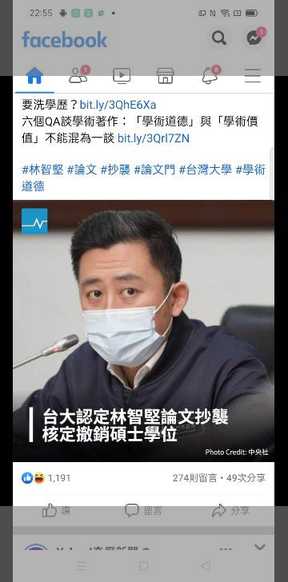 22:55
facebook
要洗學歷？bit.ly/3QhE6Xa
六個QA談學術著作：「學術道德」與「學術價
值」不能混為一談 bit.ly/3QrI7ZN
#林智堅 #論文 #抄襲 #論文門 #台灣大學 #學術
道德
台大認定林智堅論文抄襲
核定撤銷碩士學位
Photo Credit: 中央社
1,191
274則留言・49次分享
讚 留言 分享